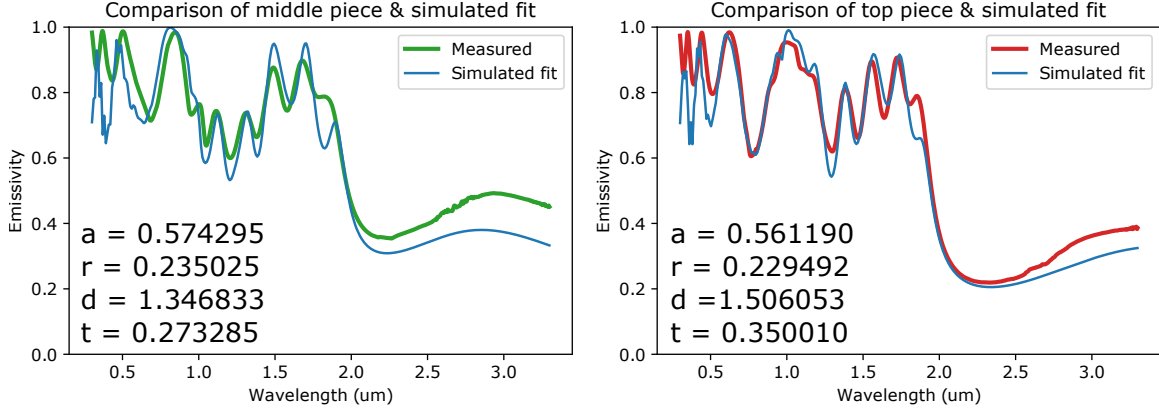 Comparison of middle piece & simulated fit
Measured
Simulated fit
Emissivity
1.0
0.8
0.6
0.4
0.2
0.0
a = 0.574295
r = 0.235025
d = 1.346833
t = 0.273285
0.5 1.0 1.5 2.0 2.5 3.0
Wavelength (um)
Comparison of top piece & simulated fit
Measured
Simulated fit
Emissivity
1.0
0.8
0.6
0.4
0.2
0.0
a = 0.561190
r = 0.229492
d =1.506053
t = 0.350010
0.5 1.0 1.5 2.0 2.5 3.0
Wavelength (um)